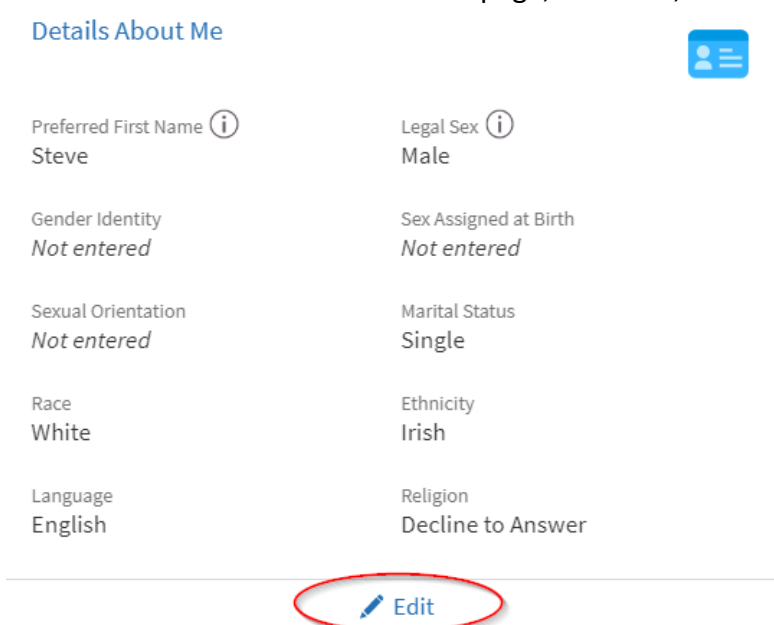 Details About Me
Preferred First Name Legal Sex
Steve Male
Gender Identity Sex Assigned at Birth
Not entered Not entered
Sexual Orientation Marital Status
Not entered Single
Race Ethnicity
White Irish
Language Religion
English Decline to Answer
Edit